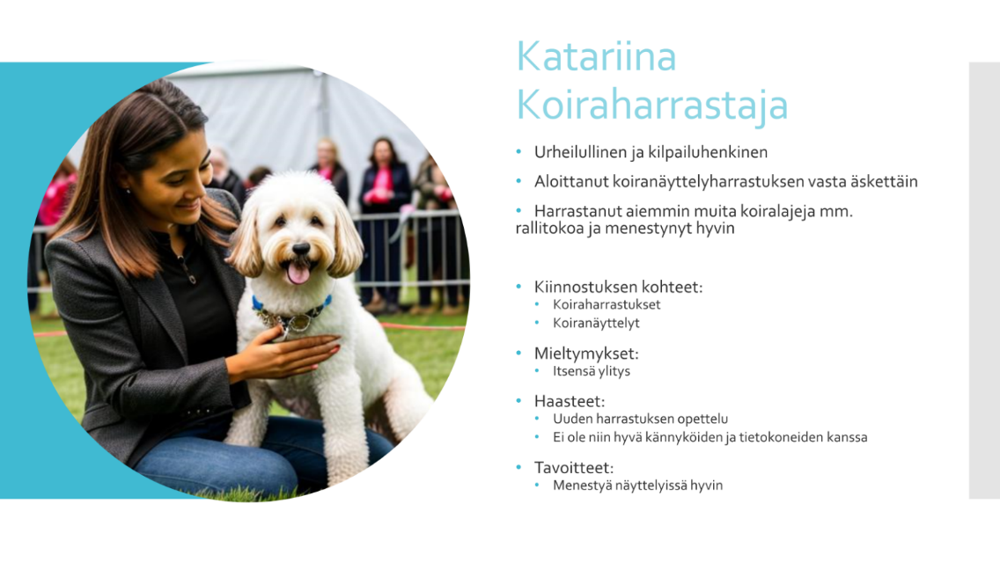 Katariina
Koiraharrastaja
• Urheilullinen ja kilpailuhenkinen
• Aloittanut koiranäyttelyharrastuksen vasta äskettäin
• Harrastanut aiemmin muita koiralajeja mm.
rallitokoa ja menestynyt hyvin
• Kiinnostuksen kohteet:
• Koiraharrastukset
• Koiranäyttelyt
• Mieltymykset:
• Itsensä ylitys
• Haasteet:
• Uuden harrastuksen opettelu
• Ei ole niin hyvä kännyköiden ja tietokoneiden kanssa
• Tavoitteet:
• Menestyä näyttelyissä hyvin